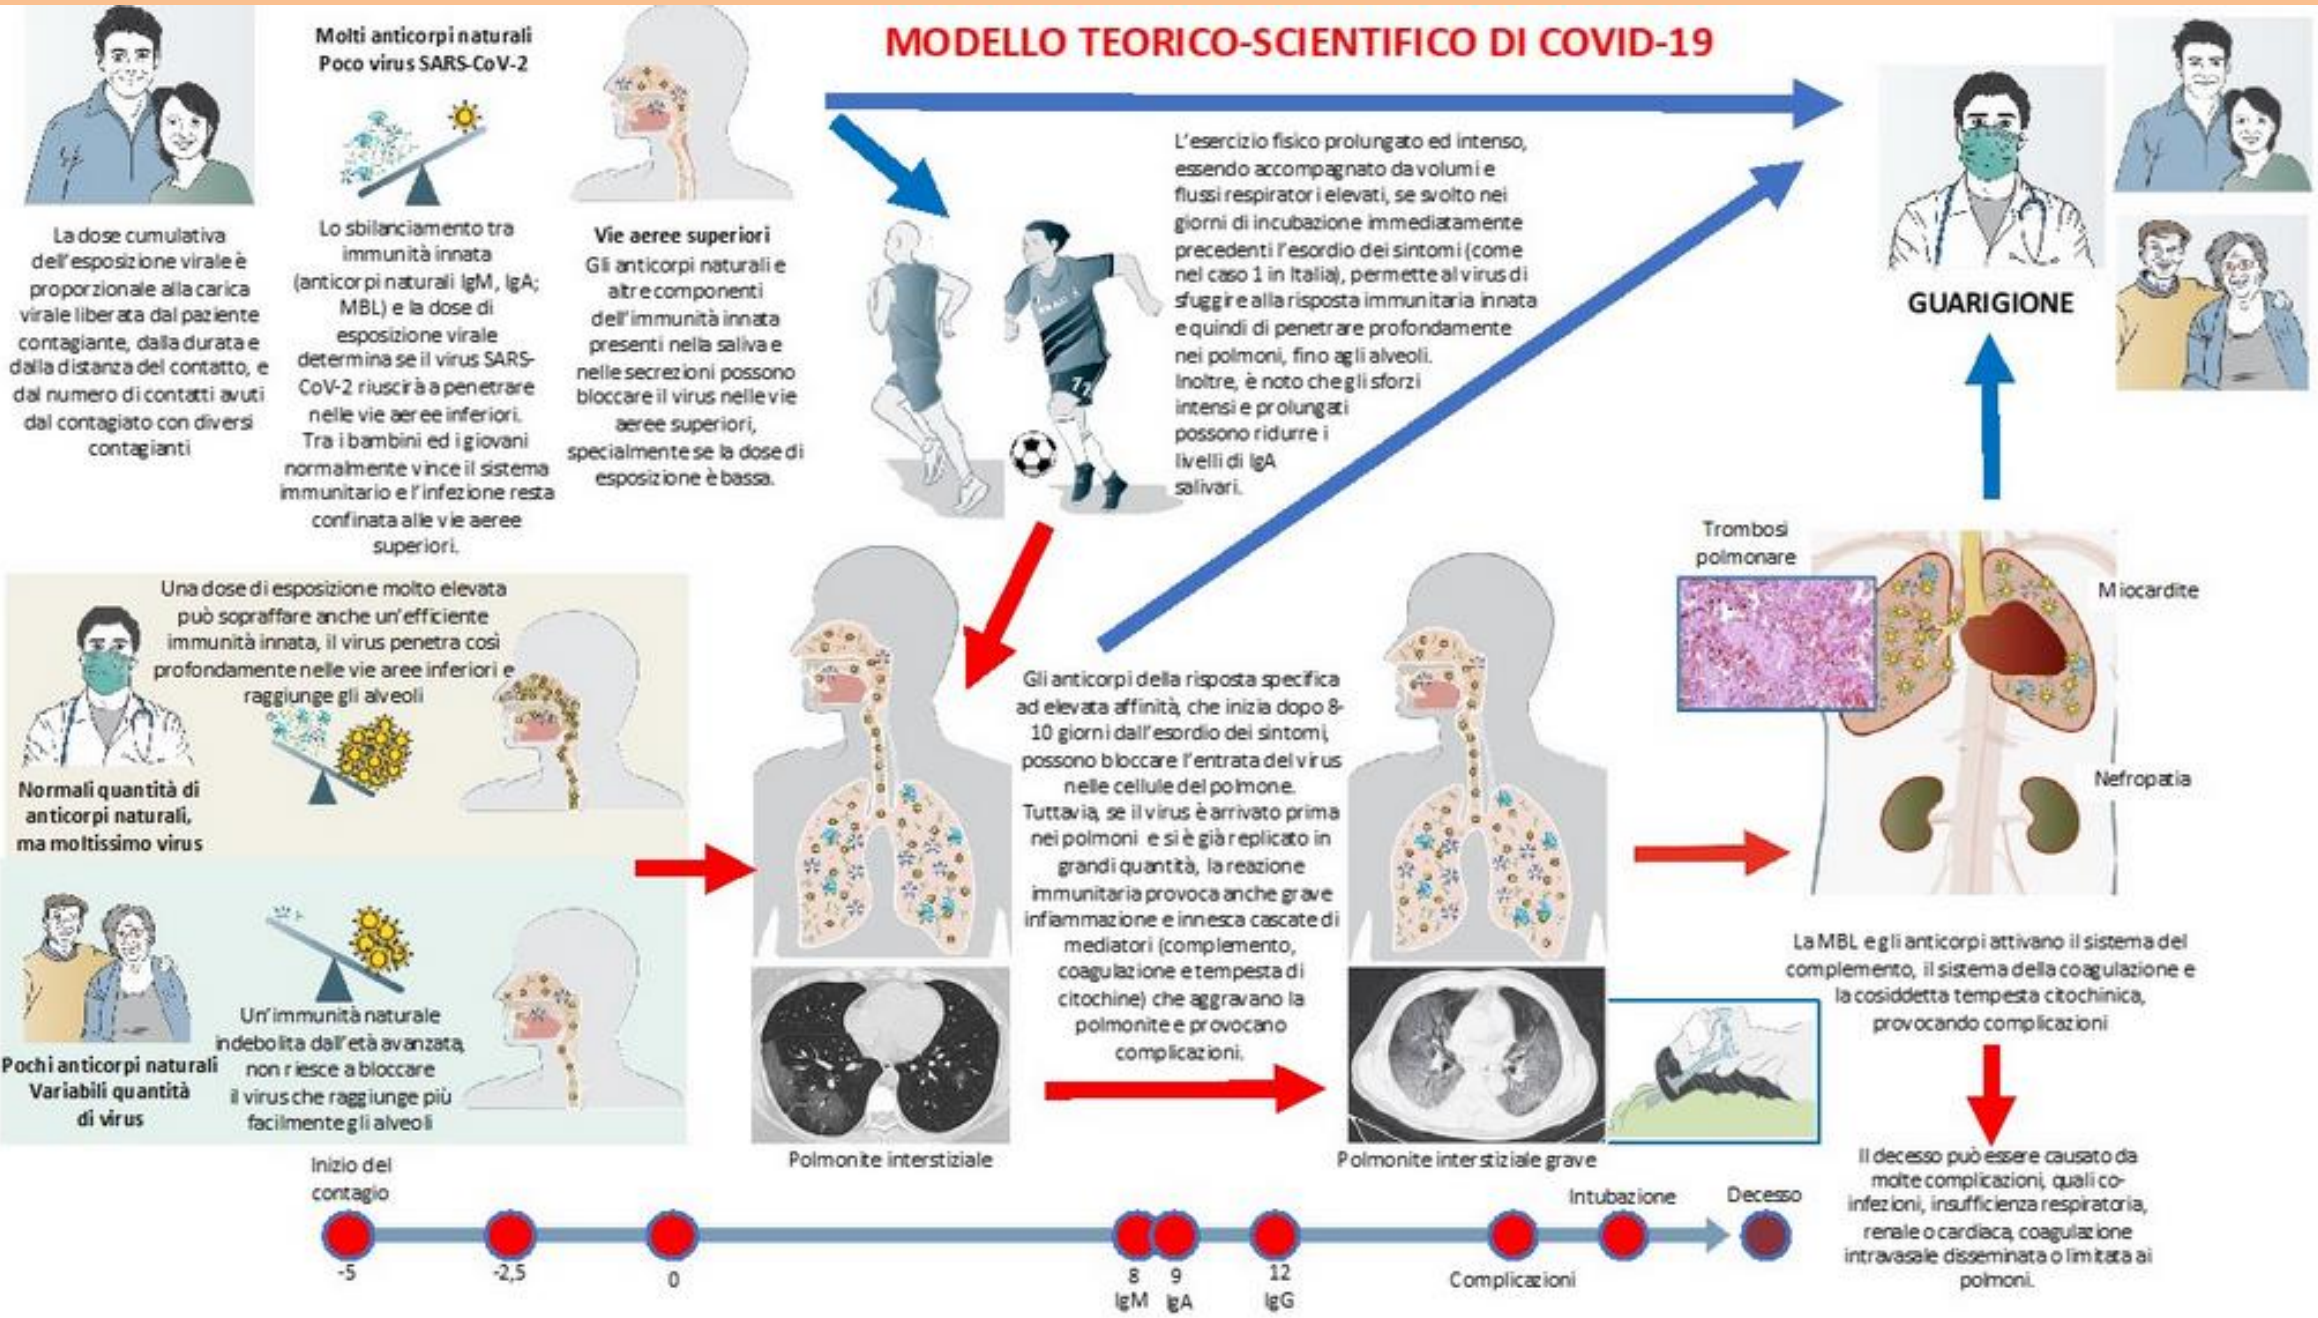 MODELLO TEORICO-SCIENTIFICO DI COVID-19
Molti anticorpi naturali
Poco virus SARS-CoV-2
La dose cumulativa
dell'esposizione virale è
proporzionale alla carica
virale liberata dal paziente
contagiante, dalla durata e
dalla distanza del contatto, e
dal numero di contatti avuti
dal contagiato con diversi
contagianti
Lo sbilanciamento tra
immunità innata
(anticorpi naturali IgM, IgA;
MBL) e la dose di
esposizione virale
determina se il virus SARS-
CoV-2 riuscirà a penetrare
nelle vie aeree inferiori.
Tra i bambini ed i giovani
normalmente vince il sistema
immunitario e l'infezione resta
confinata alle vie aeree
superiori.
Vie aeree superiori
Gli anticorpi naturali e
altre componenti
dell'immunità innata
presenti nella saliva e
nelle secrezioni possono
bloccare il virus nelle vie
aeree superiori,
specialmente se la dose di
esposizione è bassa.
L'esercizio fisico prolungato ed intenso,
essendo accompagnato da volumi e
flussi respiratori elevati, se svolto nei
giorni di incubazione immediatamente
precedenti l'esordio dei sintomi (come
nel caso 1 in Italia), permette al virus di
sfuggire alla risposta immunitaria innata
e quindi di penetrare profondamente
nei polmoni, fino agli alveoli.
Inoltre, è noto che gli sforzi
intensi e prolungati
possono ridurre i
livelli di IgA
salivari.
GUARIGIONE
Una dose di esposizione molto elevata
può sopraffare anche un'efficiente
immunità innata, il virus penetra così
profondamente nelle vie aree inferiori e
raggiunge gli alveoli
Normali quantità di
anticorpi naturali,
ma moltissimo virus
Pochi anticorpi naturali
Variabili quantità
di virus
Un'immunità naturale
indebolita dall'età avanzata,
non riesce a bloccare
il virus che raggiunge più
facilmente gli alveoli
Gli anticorpi della risposta specifica
ad elevata affinità, che inizia dopo 8-
10 giorni dall'esordio dei sintomi,
possono bloccare l'entrata del virus
nelle cellule del polmone.
Tuttavia, se il virus è arrivato prima
nei polmoni e si è già replicato in
grandi quantità, la reazione
immunitaria provoca anche grave
infiammazione e innesca cascate di
mediatori (complemento,
coagulazione e tempesta di
citochine) che aggravano la
polmonite e provocano
complicazioni.
Polmonite interstiziale
Polmonite interstiziale grave
Trombosi
polmonare
Miocardite
Nefropatia
La MBL e gli anticorpi attivano il sistema del
complemento, il sistema della coagulazione e
la cosiddetta tempesta citochinica,
provocando complicazioni
Il decesso può essere causato da
molte complicazioni, quali co-
infezioni, insufficienza respiratoria,
renale o cardiaca, coagulazione
intravasale disseminata o limitata ai
polmoni.
Inizio del
contagio
Intubazione
Decesso
-5
-2,5
0
8
9
12
Complicazioni
IgM
IgA
IgG